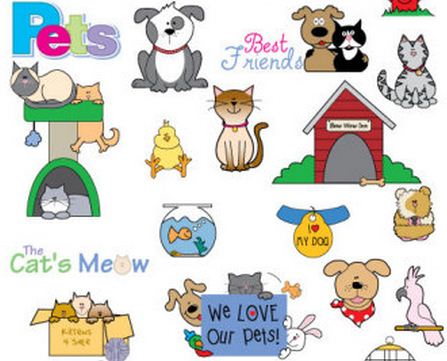 Pets
Best
Friends
Bow Wow Inn
I ♥
MY DOG
The
Cat's Meow
KITTENS
4 SALE
WE LOVE
OUR PETS!